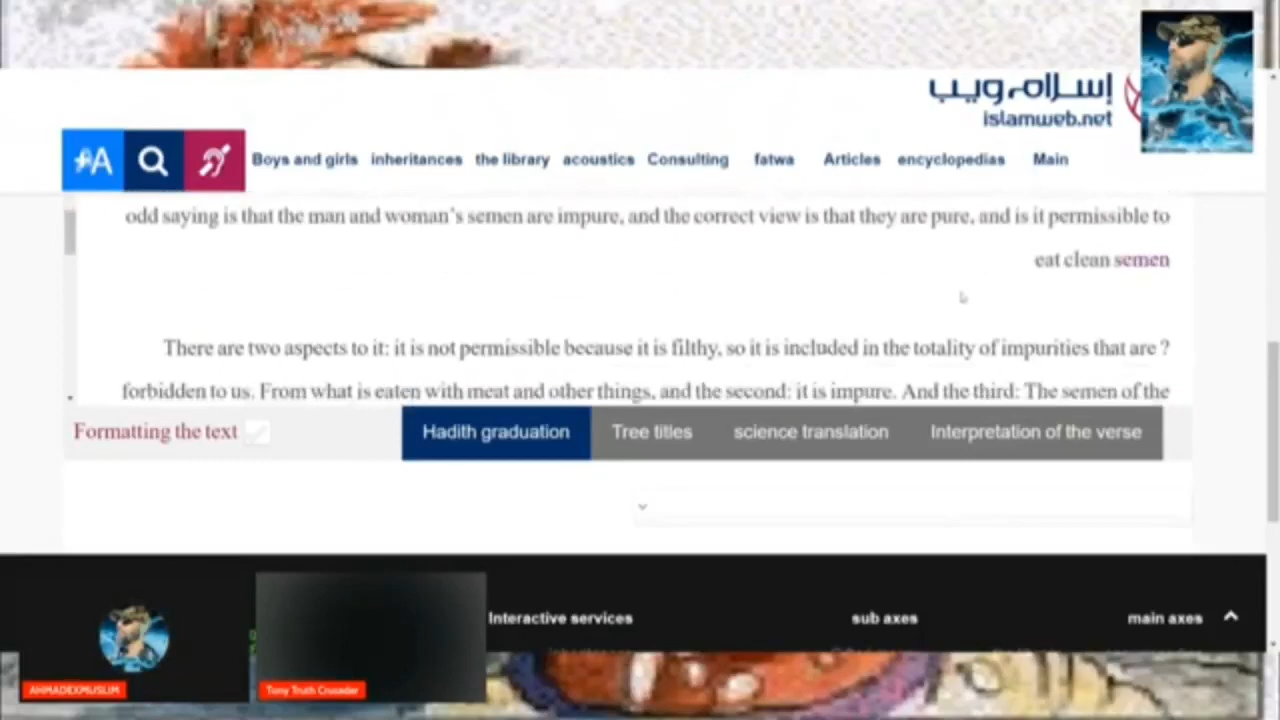 إسلام ويب
islamweb.net
+A
Boys and girls inheritances the library acoustics Consulting fatwa Articles encyclopedias Main
odd saying is that the man and woman's semen are impure, and the correct view is that they are pure, and is it permissible to
eat clean semen
There are two aspects to it: it is not permissible because it is filthy, so it is included in the totality of impurities that are ?
forbidden to us. From what is eaten with meat and other things, and the second: it is impure. And the third: The semen of the
Formatting the text
Hadith graduation Tree titles science translation Interpretation of the verse
Interactive services sub axes main axes
AHMADEXMUSLIM
Tony Truth Crusader